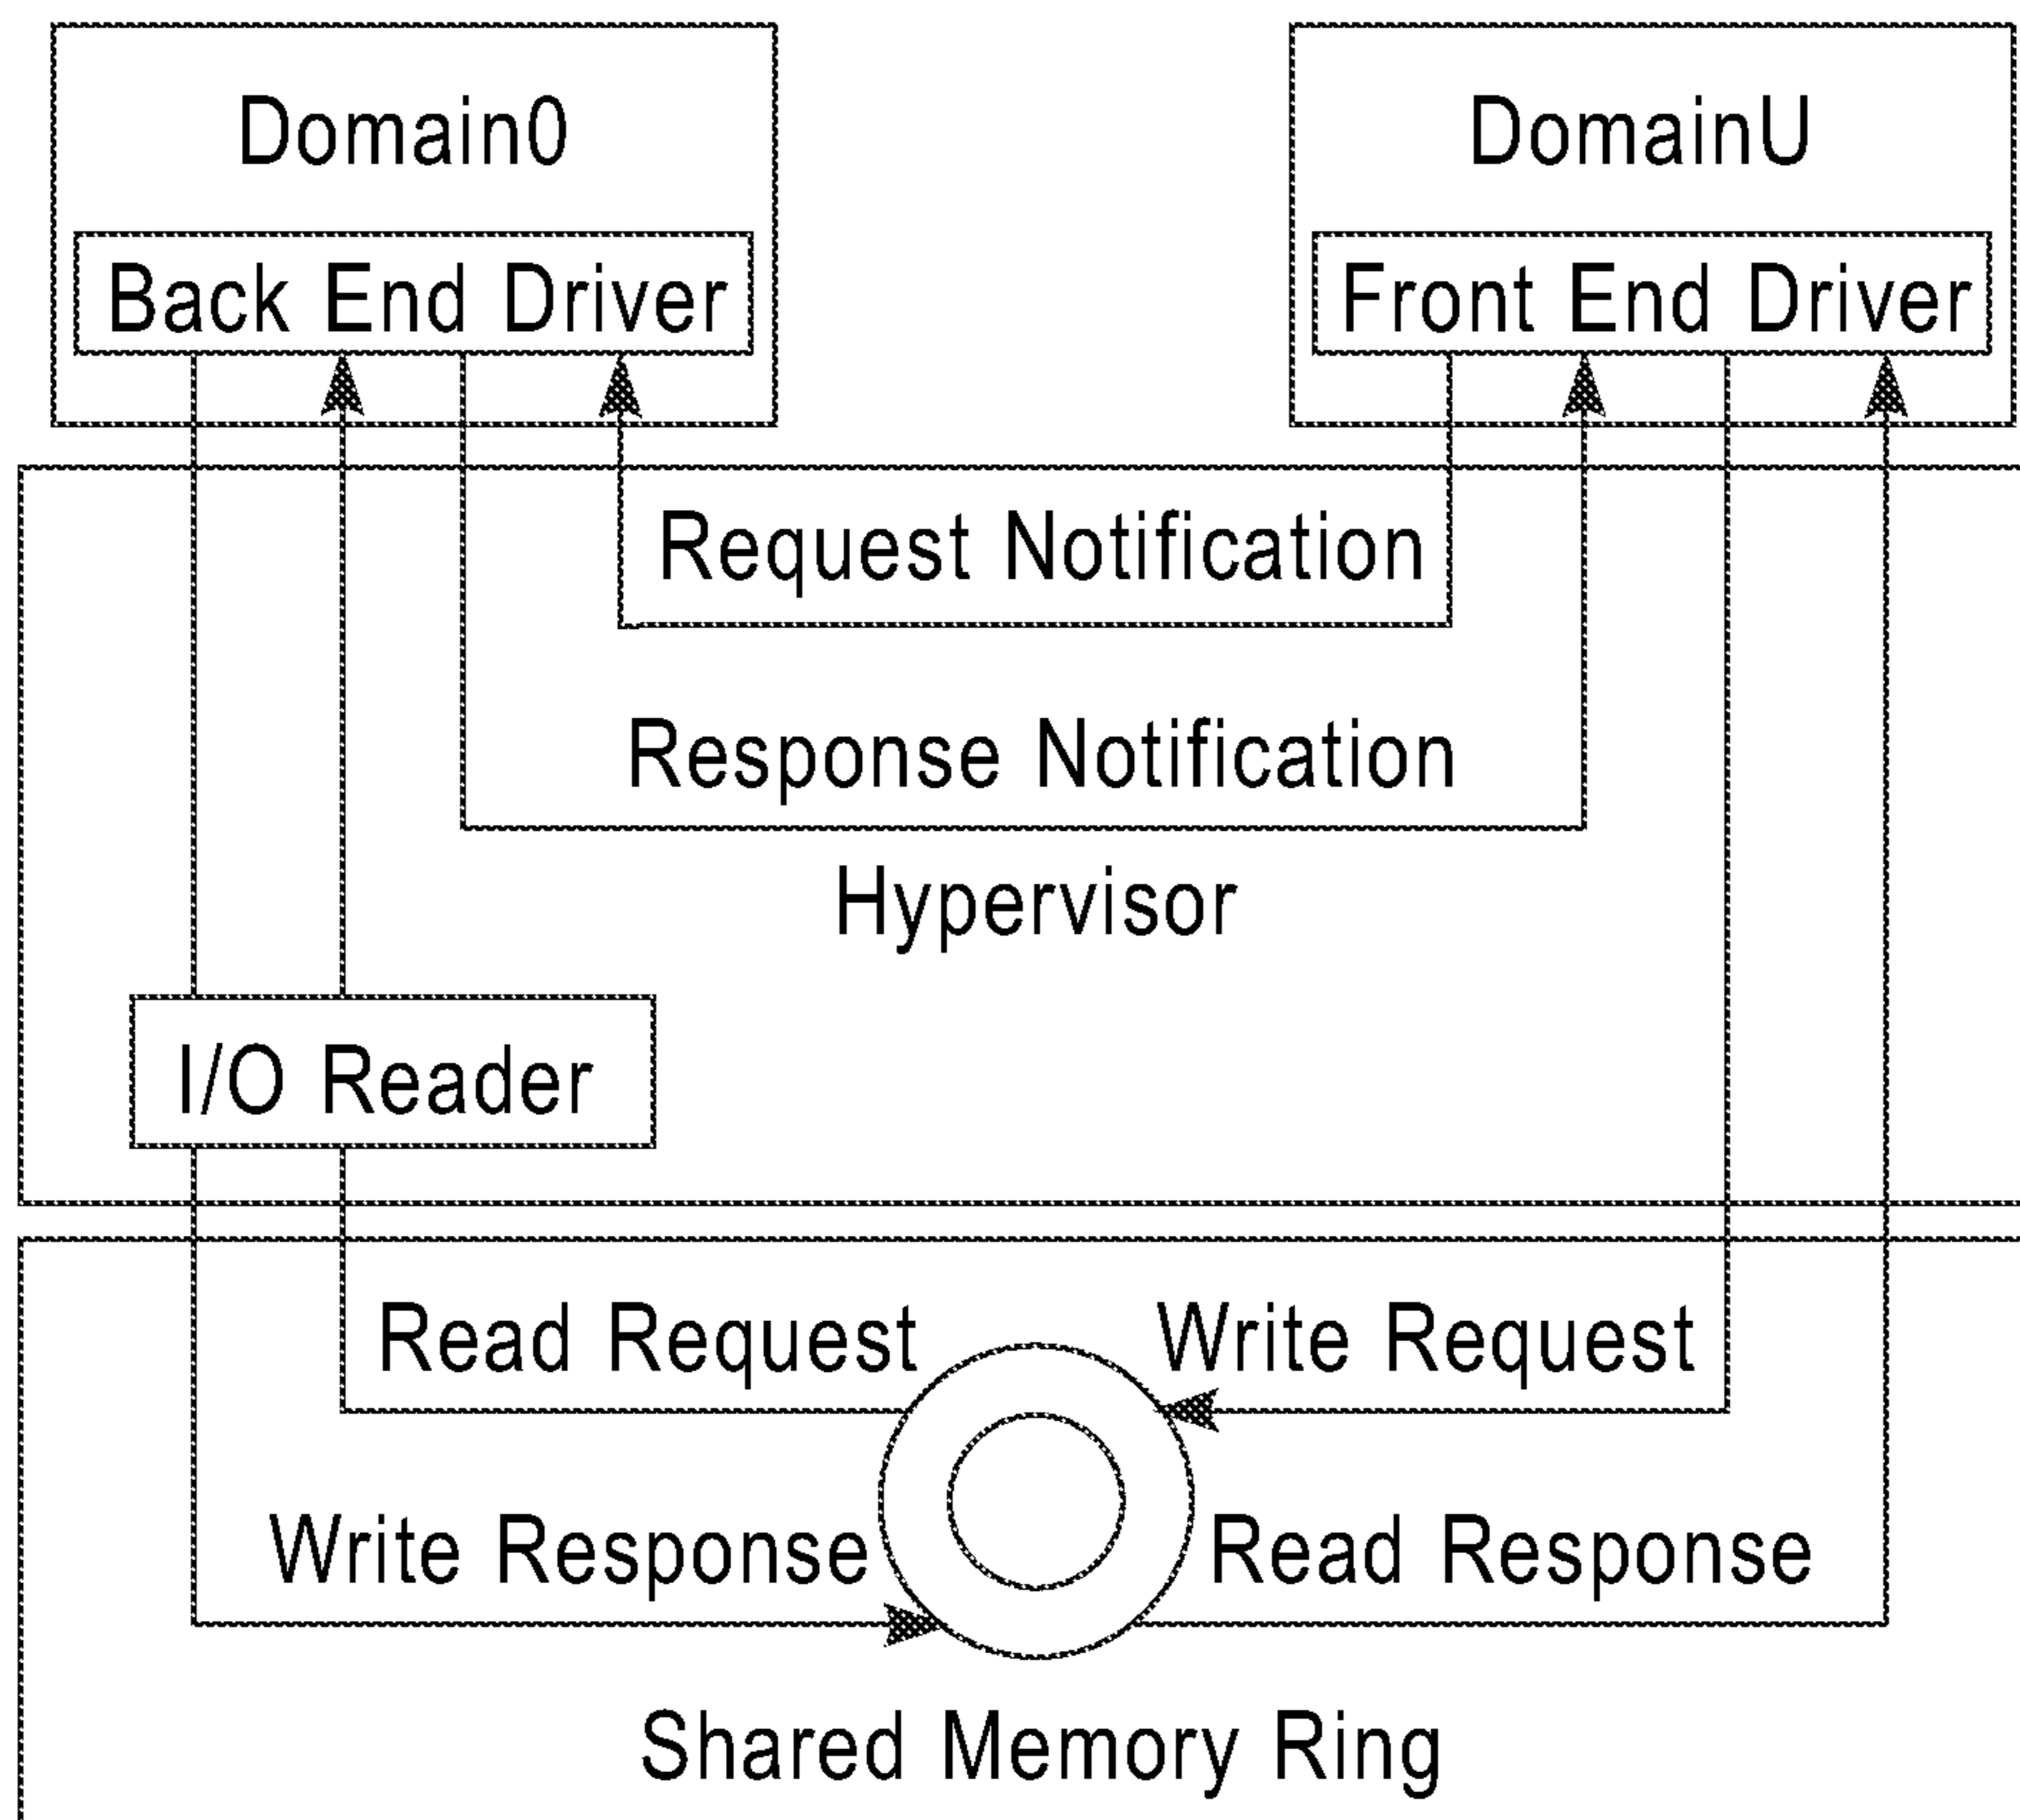 Domain0
DomainU
Back End Driver
Front End Driver
Request Notification
Response Notification
Hypervisor
I/O Reader
Read Request
Write Request
Write Response
Read Response
Shared Memory Ring